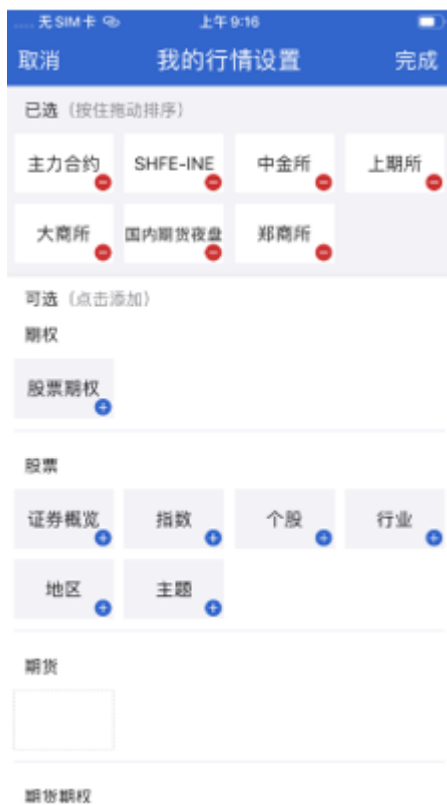 无SIM卡 上午9:16
取消 我的行情设置 完成
已选（按住拖动排序）
主力合约 SHFE-INE 中金所 上期所
大商所 国内期货夜盘 郑商所
可选（点击添加）
期权
股票期权
股票
证券概览 指数 个股 行业
地区 主题
期货
期货期权